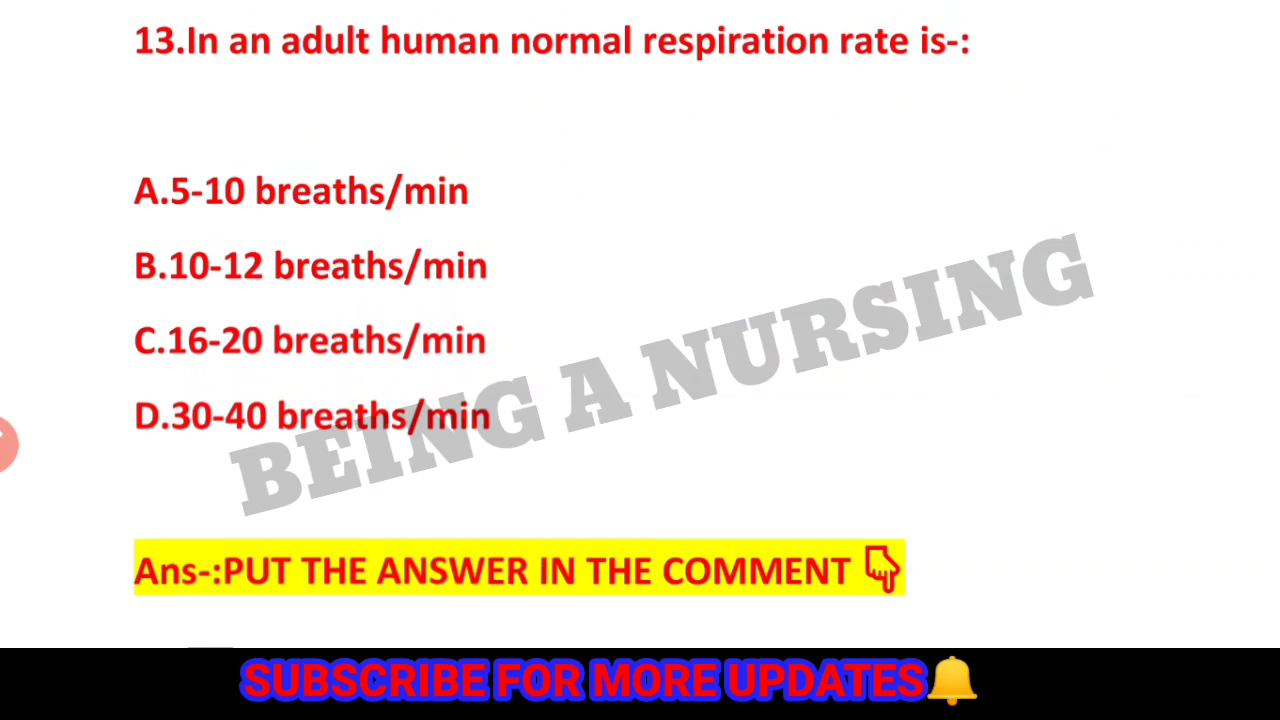 13.In an adult human normal respiration rate is-:
A.5-10 breaths/min
B.10-12 breaths/min
C.16-20 breaths/min
D.30-40 breaths/min
BEING A NURSING
Ans-:PUT THE ANSWER IN THE COMMENT 👇
SUBSCRIBE FOR MORE UPDATES🔔